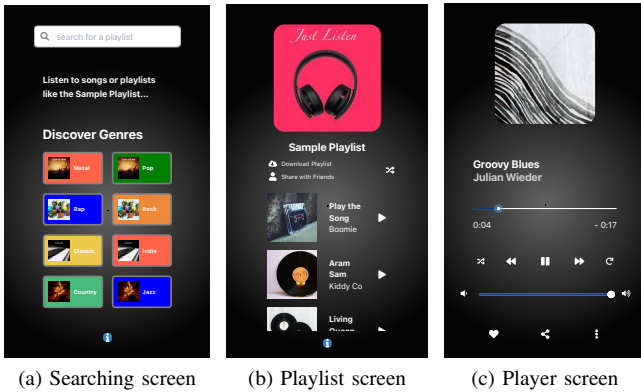 search for a playlist
Listen to songs or playlists
like the Sample Playlist...
Discover Genres
Metal
Pop
Rap
Rock
Classic
Indie
Country
Jazz
(a) Searching screen
Just Listen
Sample Playlist
Download Playlist
Share with Friends
Play the
Song
Boomie
Aram
Sam
Kiddy Co
Living
Queen
(b) Playlist screen
Groovy Blues
Julian Wieder
0:04
- 0:17
(c) Player screen